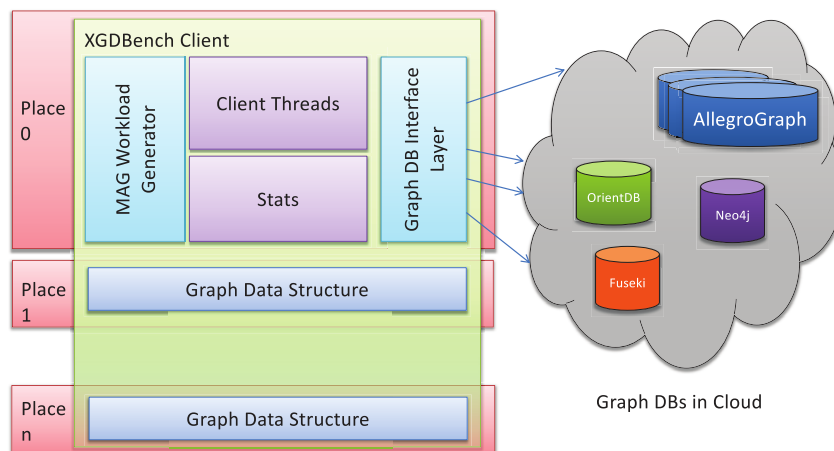 XGDBench Client
Place
0
MAG Workload
Generator
Client Threads
Stats
Graph DB Interface
Layer
Place
1
Graph Data Structure
Place
n
Graph Data Structure
AllegroGraph
OrientDB
Neo4j
Fuseki
Graph DBs in Cloud